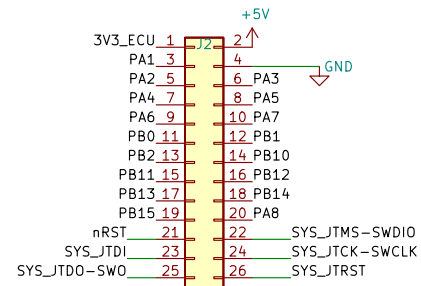 +5V
3V3_ECU 1 J2 2
PA1 3 4 GND
PA2 5 6 PA3
PA4 7 8 PA5
PA6 9 10 PA7
PB0 11 12 PB1
PB2 13 14 PB10
PB11 15 16 PB12
PB13 17 18 PB14
PB15 19 20 PA8
nRST 21 22 SYS_JTMS-SWDIO
SYS_JTDI 23 24 SYS_JTCK-SWCLK
SYS_JTDO-SWO 25 26 SYS_JTRST